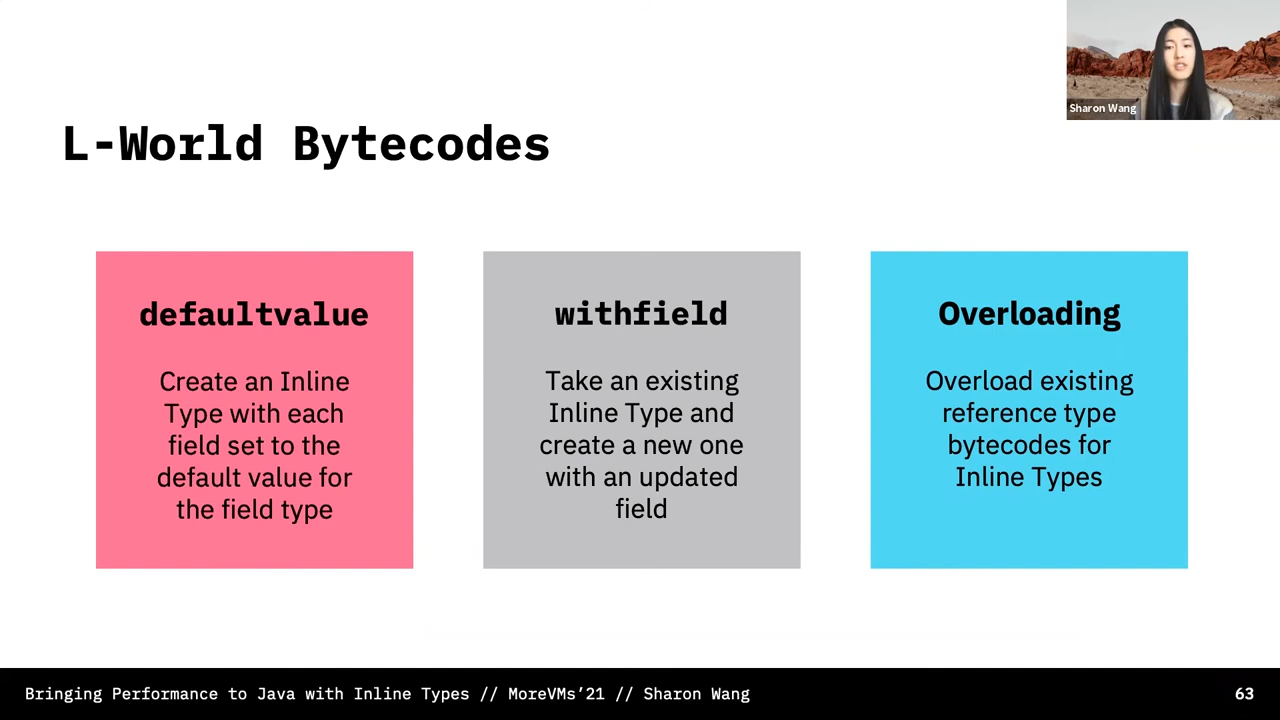 Sharon Wang
L-World Bytecodes
defaultvalue
Create an Inline
Type with each
field set to the
default value for
the field type
withfield
Take an existing
Inline Type and
create a new one
with an updated
field
Overloading
Overload existing
reference type
bytecodes for
Inline Types
Bringing Performance to Java with Inline Types // MoreVMs’21 // Sharon Wang
63